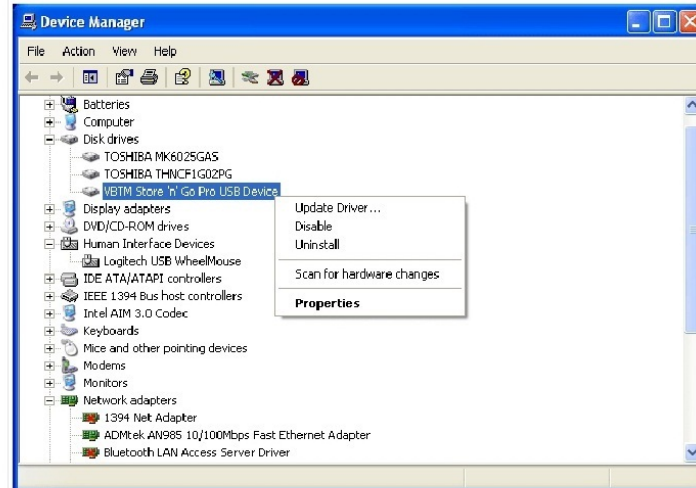 Device Manager
File Action View Help
Batteries
Computer
Disk drives
TOSHIBA MK6025GAS
TOSHIBA THNCF1G02PG
VBTM Store 'n' Go Pro USB Device
Update Driver...
Display adapters
Disable
DVD/CD-ROM drives
Uninstall
Human Interface Devices
Logitech USB WheelMouse
Scan for hardware changes
IDE ATA/ATAPI controllers
IEEE 1394 Bus host controllers
Properties
Intel AIM 3.0 Codec
Keyboards
Mice and other pointing devices
Modems
Monitors
Network adapters
1394 Net Adapter
ADMtek AN985 10/100Mbps Fast Ethernet Adapter
Bluetooth LAN Access Server Driver